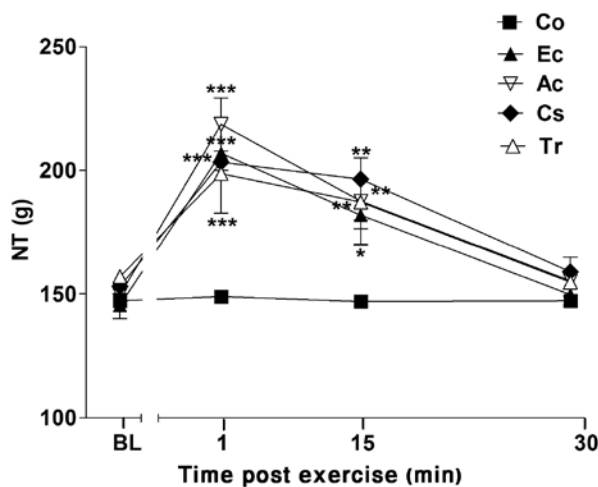 Co
Ec
Ac
Cs
Tr
250
200
150
100
NT (g)
***
***
***
***
**
**
**
*
BL
1
15
30
Time post exercise (min)